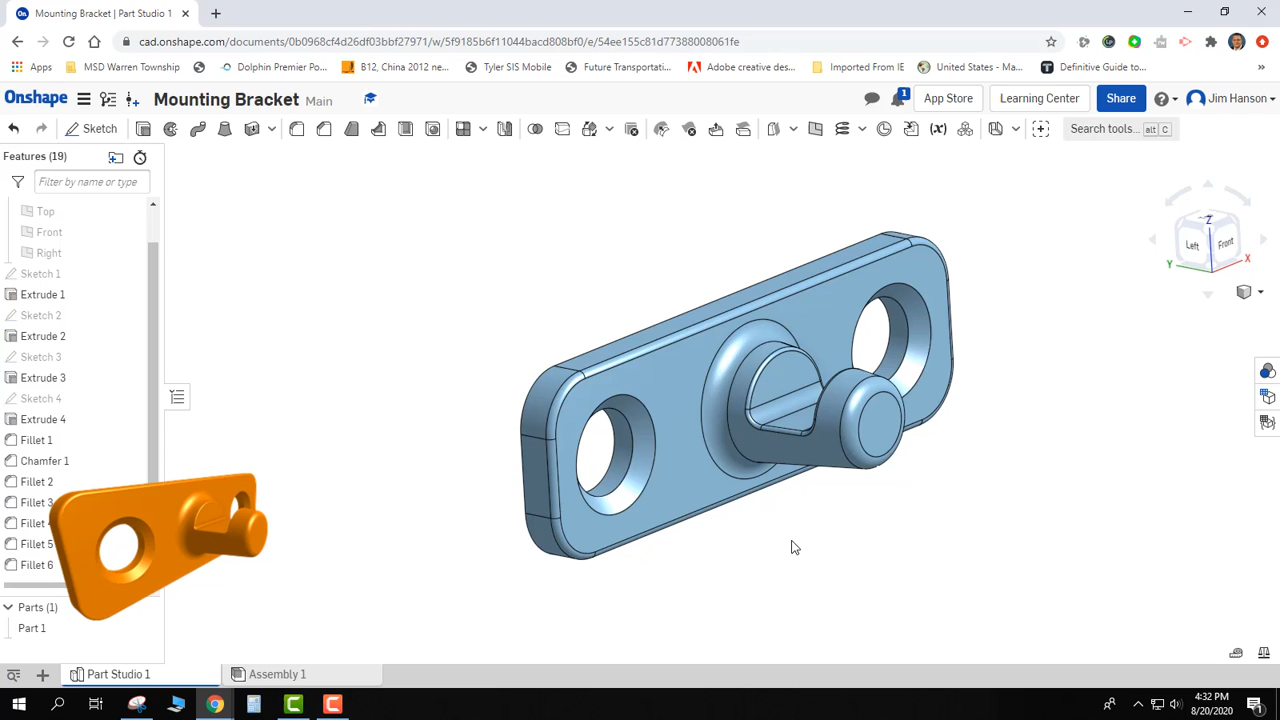 Mounting Bracket | Part Studio 1
cad.onshape.com/documents/0b0968cf4d26df03bbf27971/w/5f9185b6f11044bacd808bf0/e/54ee155c81d77388008061fe
Apps MSD Warren Township Dolphin Premier Po... B12, China 2012 ne... Tyler SIS Mobile Future Transportati... Adobe creative des... Imported From IE United States - Ma... Definitive Guide to... »
Onshape Mounting Bracket Main 1 App Store Learning Center Share Jim Hanson
Sketch (x) Search tools... alt C
Features (19)
Filter by name or type
Top
Front
Right
Sketch 1
Extrude 1
Sketch 2
Extrude 2
Sketch 3
Extrude 3
Sketch 4
Extrude 4
Fillet 1
Chamfer 1
Fillet 2
Fillet 3
Fillet 4
Fillet 5
Fillet 6
Parts (1)
Part 1
Z
Left Front
Y X
Part Studio 1 Assembly 1
4:32 PM
8/20/2020
1